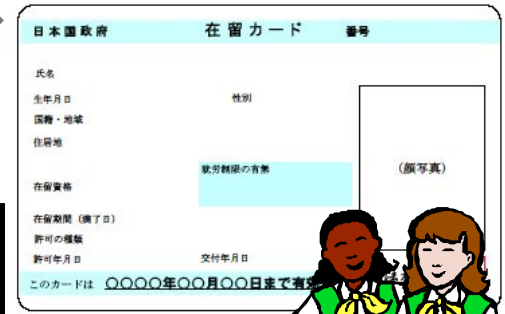 日本国政府 在留カード 番号
氏名
生年月日 性別
国籍・地域
住居地
就労制限の有無
(顔写真)
在留資格
在留期間(満了日)
許可の種類
許可年月日 交付年月日
このカードは 〇〇〇〇年〇〇月〇〇日まで有効